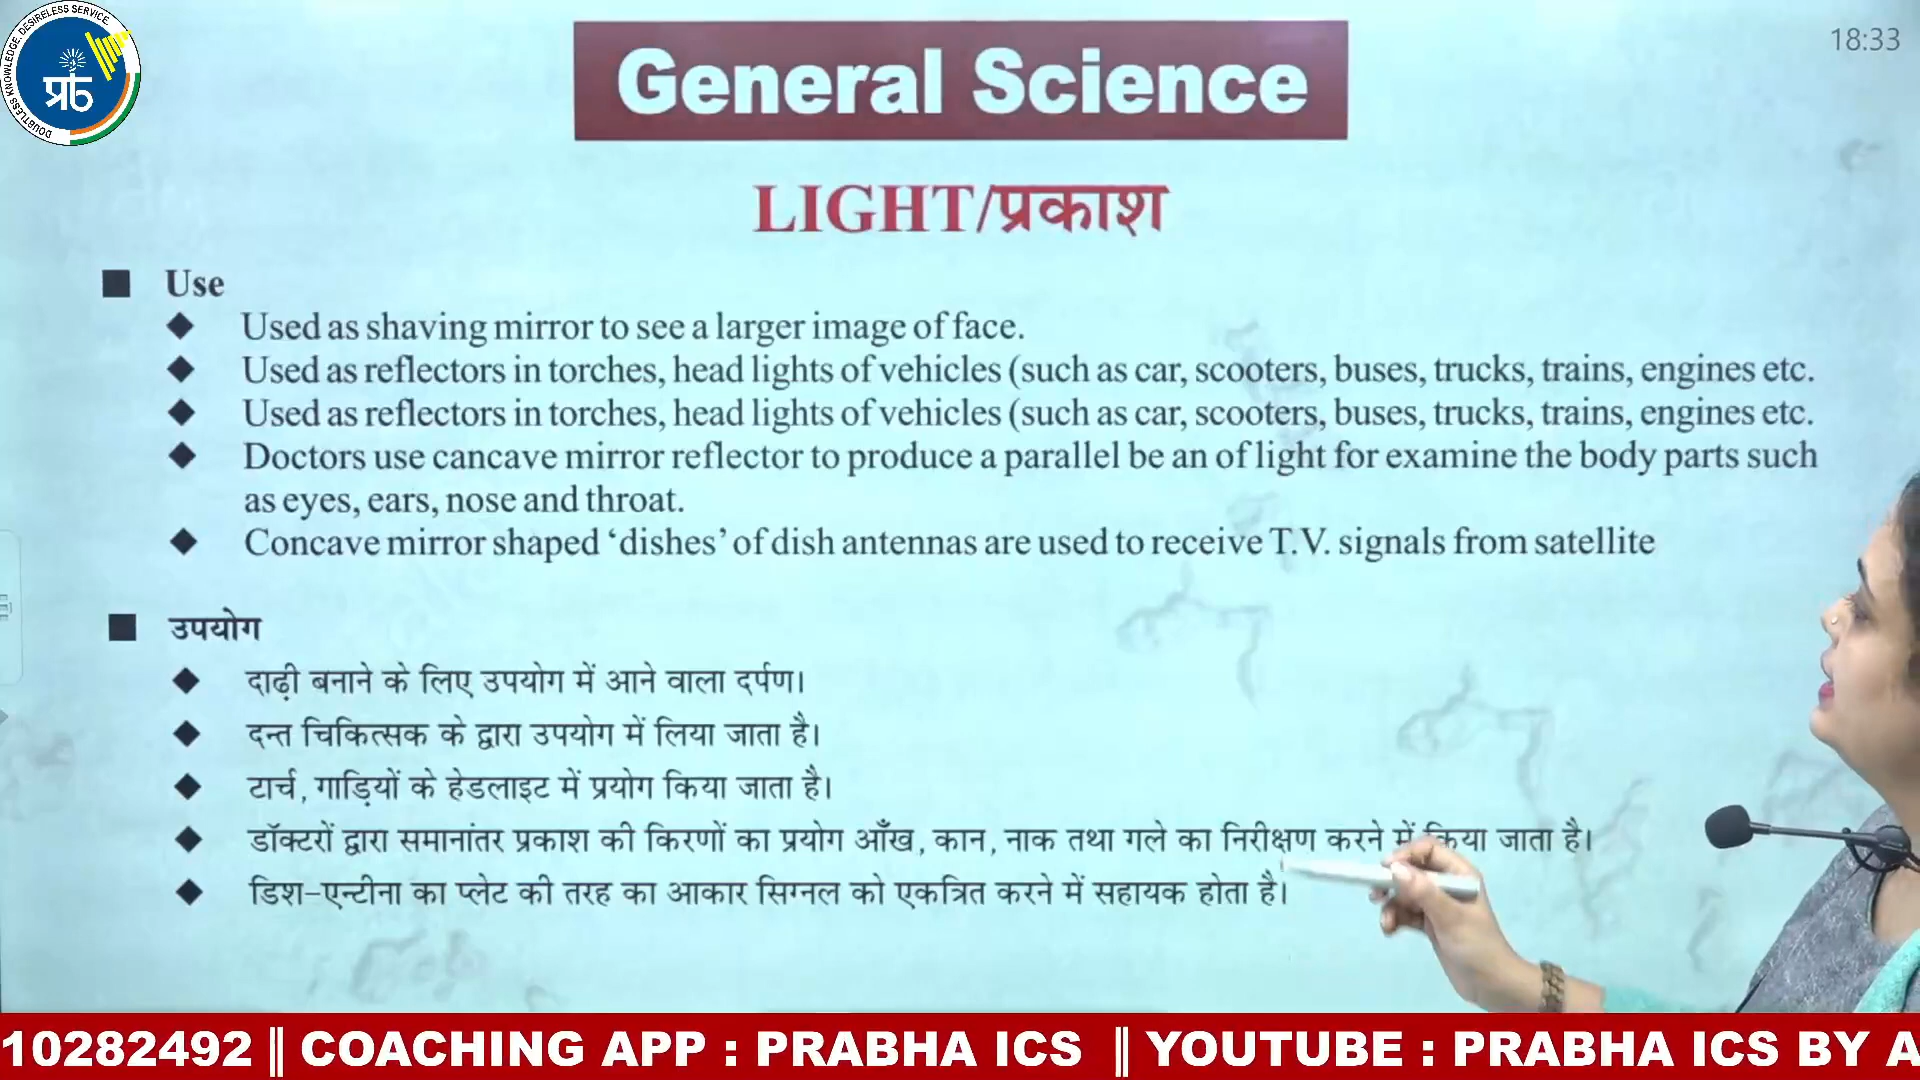 DOUBTLESS KNOWLEDGE, DESIRELESS SERVICE.
प्रा
18:33
General Science
LIGHT/प्रकाश
Use
Used as shaving mirror to see a larger image of face.
Used as reflectors in torches, head lights of vehicles (such as car, scooters, buses, trucks, trains, engines etc.
Used as reflectors in torches, head lights of vehicles (such as car, scooters, buses, trucks, trains, engines etc.
Doctors use cancave mirror reflector to produce a parallel be an of light for examine the body parts such
as eyes, ears, nose and throat.
Concave mirror shaped ‘dishes’ of dish antennas are used to receive T.V. signals from satellite
उपयोग
दाढ़ी बनाने के लिए उपयोग में आने वाला दर्पण।
दन्त चिकित्सक के द्वारा उपयोग में लिया जाता है।
टार्च, गाड़ियों के हेडलाइट में प्रयोग किया जाता है।
डॉक्टरों द्वारा समानांतर प्रकाश की किरणों का प्रयोग आँख, कान, नाक तथा गले का निरीक्षण करने में किया जाता है।
डिश-एन्टीना का प्लेट की तरह का आकार सिग्नल को एकत्रित करने में सहायक होता है।
10282492 || COACHING APP : PRABHA ICS || YOUTUBE : PRABHA ICS BY A